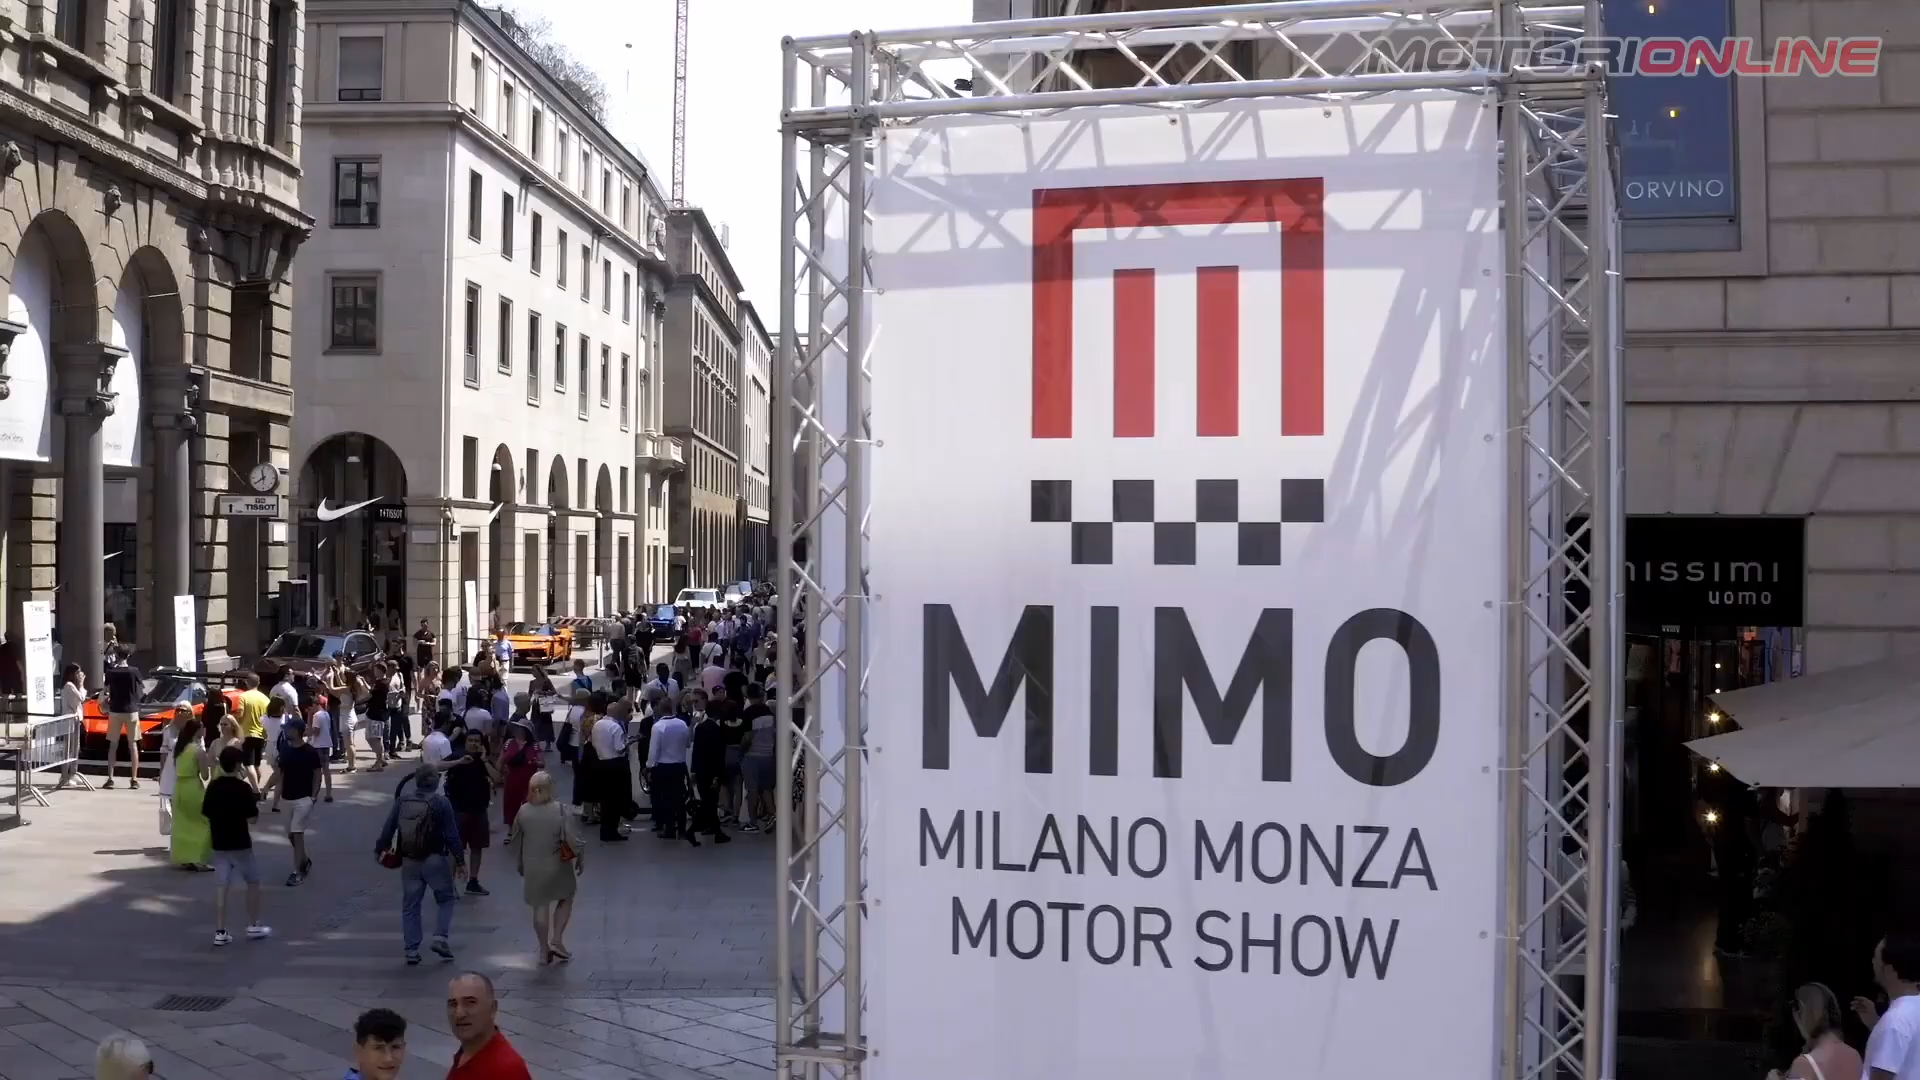 MOTORIONLINE
ORVINO
TISSOT
T+TISSOT
nissimi
uomo
MIMO
MILANO MONZA
MOTOR SHOW